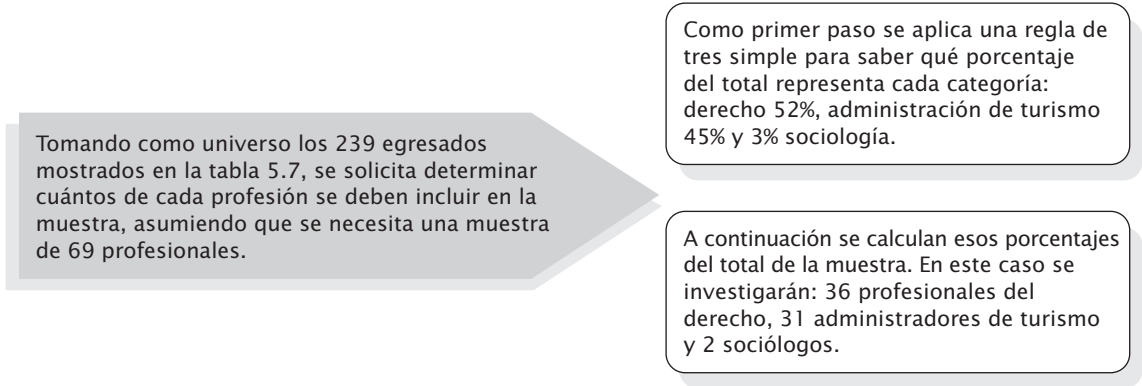 Tomando como universo los 239 egresados
mostrados en la tabla 5.7, se solicita determinar
cuántos de cada profesión se deben incluir en la
muestra, asumiendo que se necesita una muestra
de 69 profesionales.
Como primer paso se aplica una regla de
tres simple para saber qué porcentaje
del total representa cada categoría:
derecho 52%, administración de turismo
45% y 3% sociología.
A continuación se calculan esos porcentajes
del total de la muestra. En este caso se
investigarán: 36 profesionales del
derecho, 31 administradores de turismo
y 2 sociólogos.